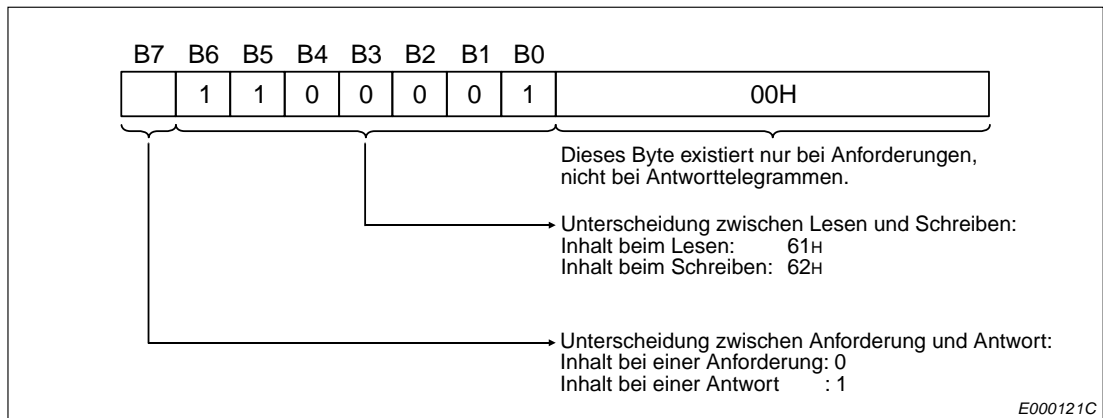 B7 B6 B5 B4 B3 B2 B1 B0
1 1 0 0 0 0 1 00H
Dieses Byte existiert nur bei Anforderungen,
nicht bei Antworttelegrammen.
Unterscheidung zwischen Lesen und Schreiben:
Inhalt beim Lesen: 61H
Inhalt beim Schreiben: 62H
Unterscheidung zwischen Anforderung und Antwort:
Inhalt bei einer Anforderung: 0
Inhalt bei einer Antwort : 1
E000121C